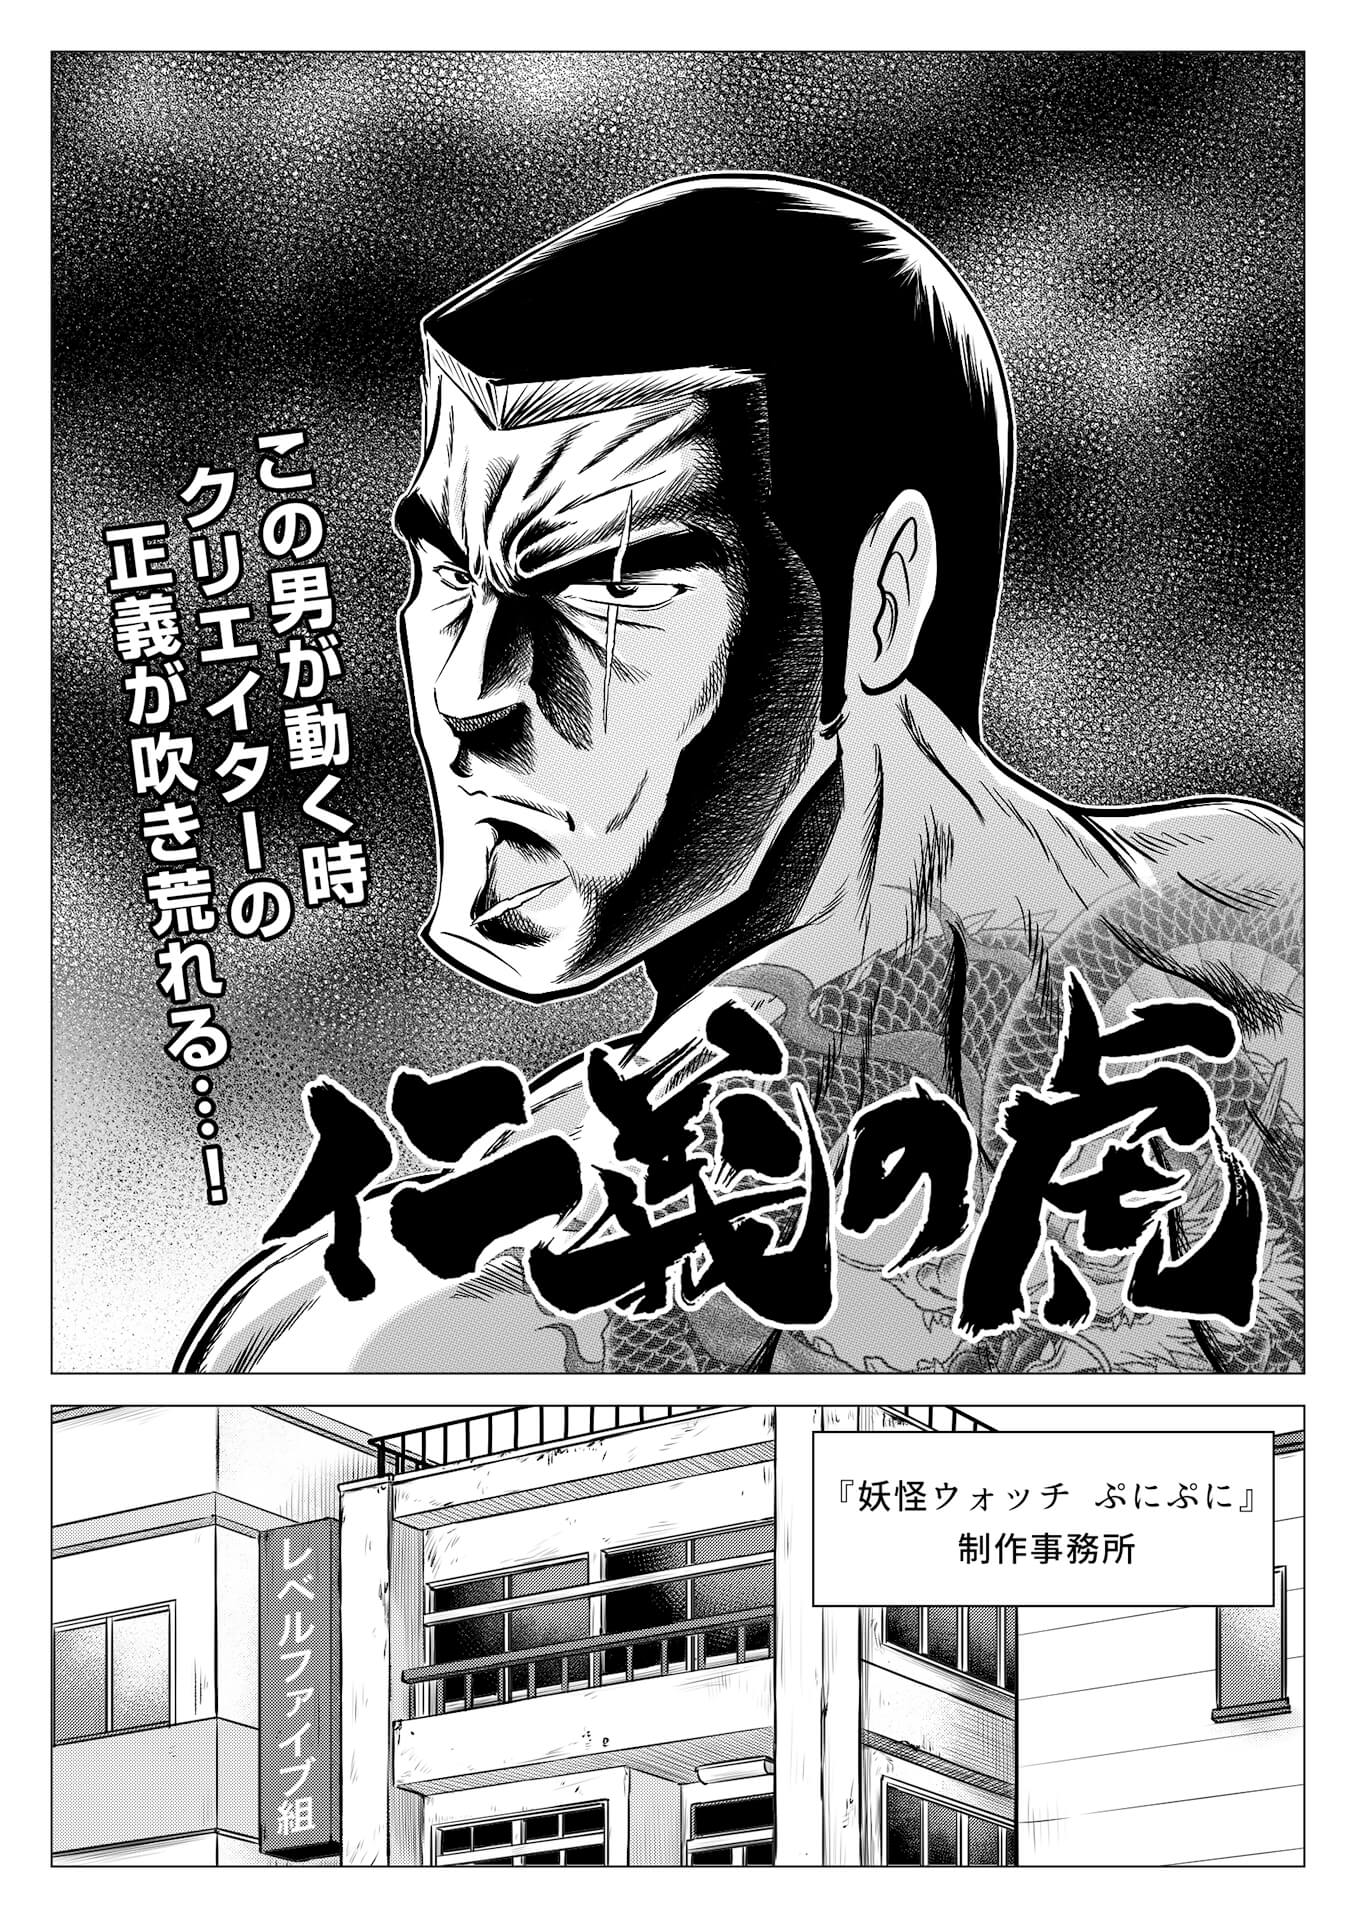 この男が動く時
クリエイターの
正義が吹き荒れる…!
仁義の虎
『妖怪ウォッチ ぷにぷに』
制作事務所
レベルファイブ組